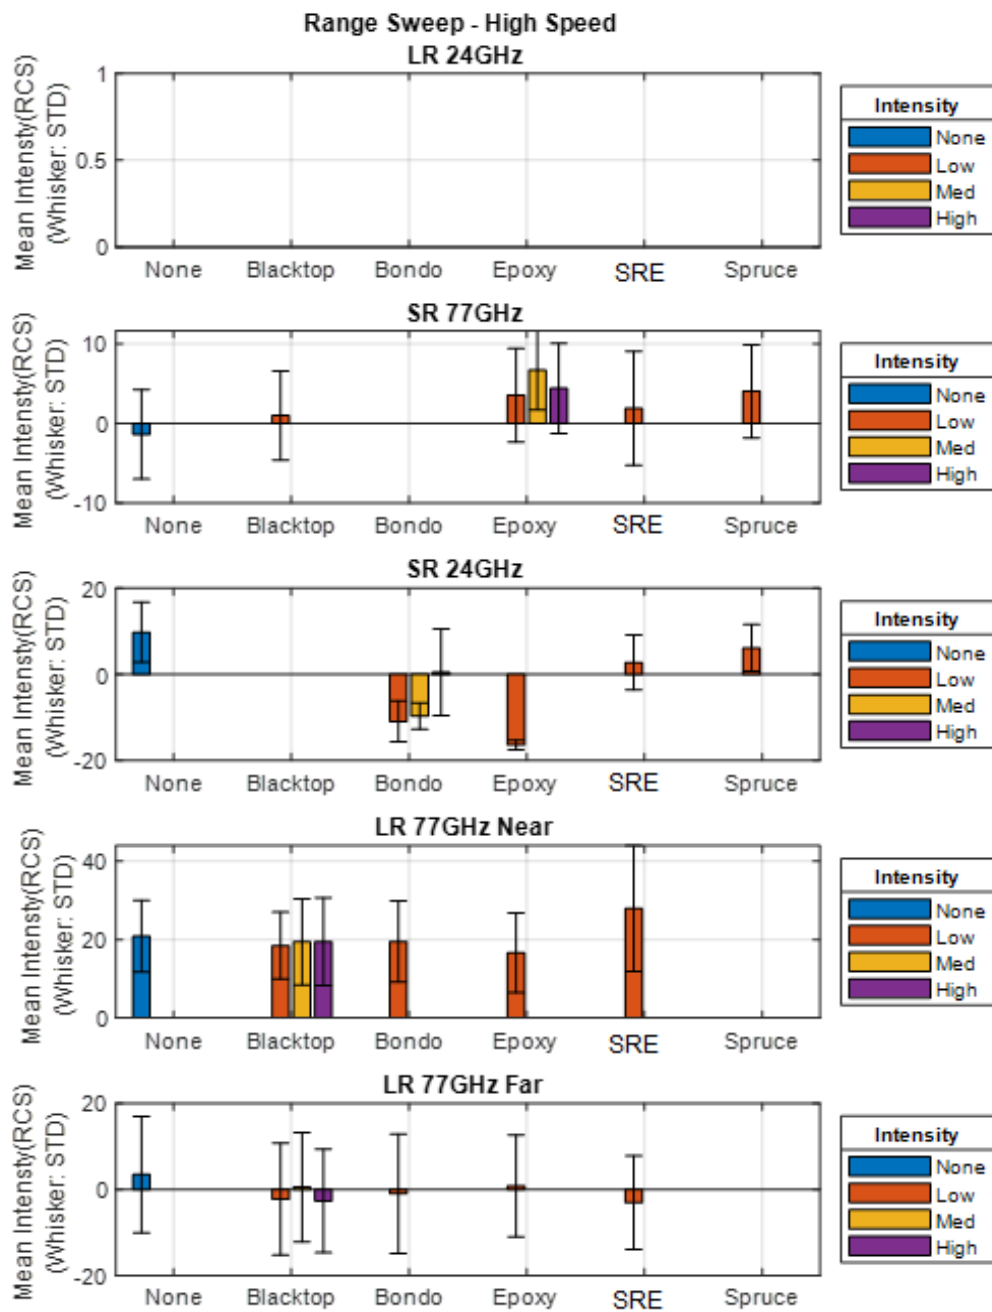 Range Sweep - High Speed
LR 24GHz
Mean Intensty(RCS)
(Whisker: STD)
1
0.5
0
None Blacktop Bondo Epoxy SRE Spruce
Intensity
None
Low
Med
High
SR 77GHz
Mean Intensty(RCS)
(Whisker: STD)
10
0
-10
None Blacktop Bondo Epoxy SRE Spruce
Intensity
None
Low
Med
High
SR 24GHz
Mean Intensty(RCS)
(Whisker: STD)
20
0
-20
None Blacktop Bondo Epoxy SRE Spruce
Intensity
None
Low
Med
High
LR 77GHz Near
Mean Intensty(RCS)
(Whisker: STD)
40
20
0
None Blacktop Bondo Epoxy SRE Spruce
Intensity
None
Low
Med
High
LR 77GHz Far
Mean Intensty(RCS)
(Whisker: STD)
20
0
-20
None Blacktop Bondo Epoxy SRE Spruce
Intensity
None
Low
Med
High